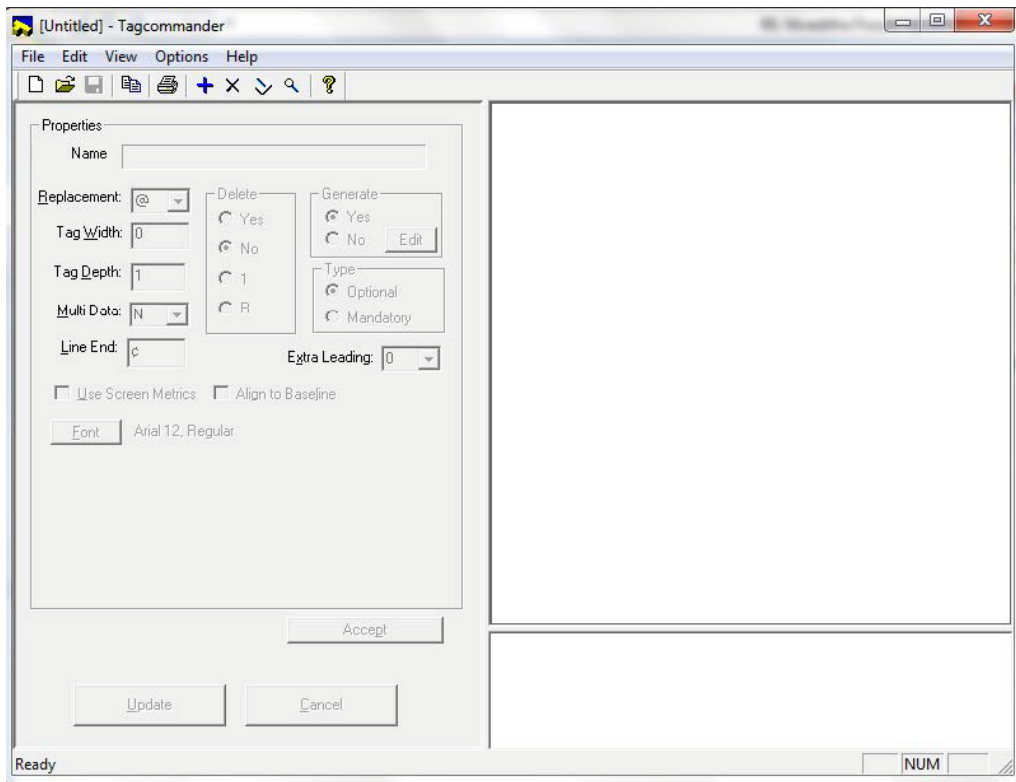 [Untitled] - Tagcommander
File Edit View Options Help
Properties
Name
Replacement: @
Tag Width: 0
Tag Depth: 1
Multi Data: N
Line End: ¢
Delete
Yes
No
1
R
Generate
Yes
No Edit
Type
Optional
Mandatory
Extra Leading: 0
Use Screen Metrics Align to Baseline
Font Arial 12, Regular
Accept
Update Cancel
Ready NUM